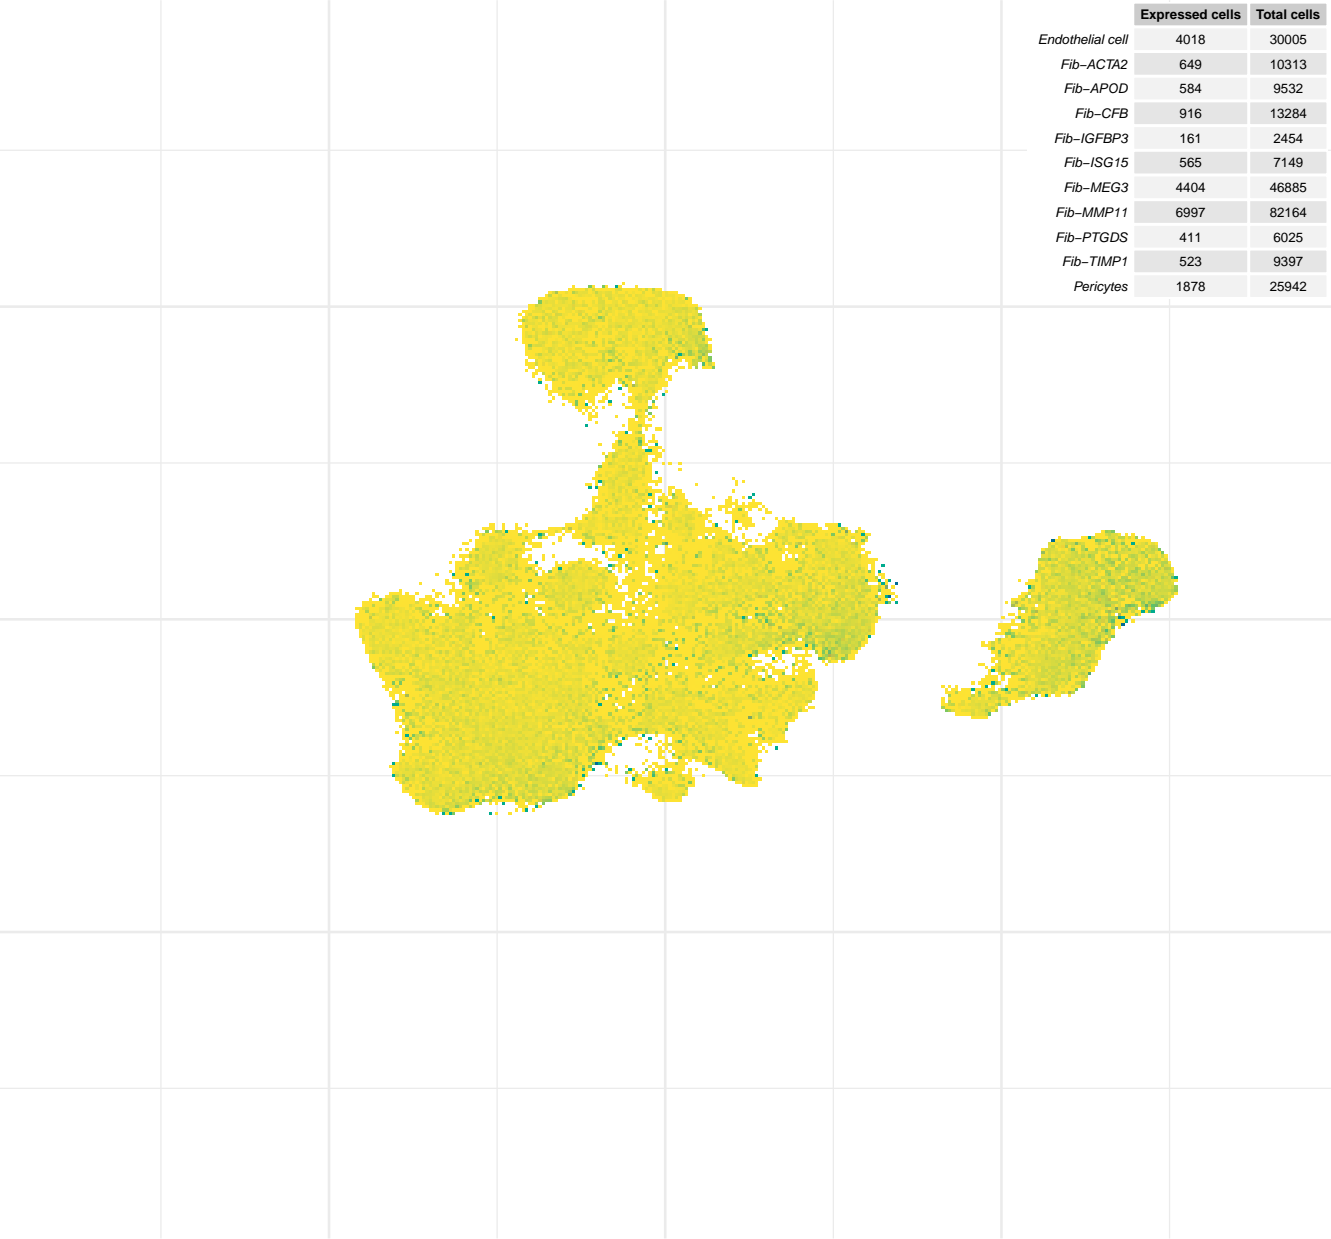 Expressed cells Total cells
Endothelial cell 4018 30005
Fib−ACTA2 649 10313
Fib−APOD 584 9532
Fib−CFB 916 13284
Fib−IGFBP3 161 2454
Fib−ISG15 565 7149
Fib−MEG3 4404 46885
Fib−MMP11 6997 82164
Fib−PTGDS 411 6025
Fib−TIMP1 523 9397
Pericytes 1878 25942